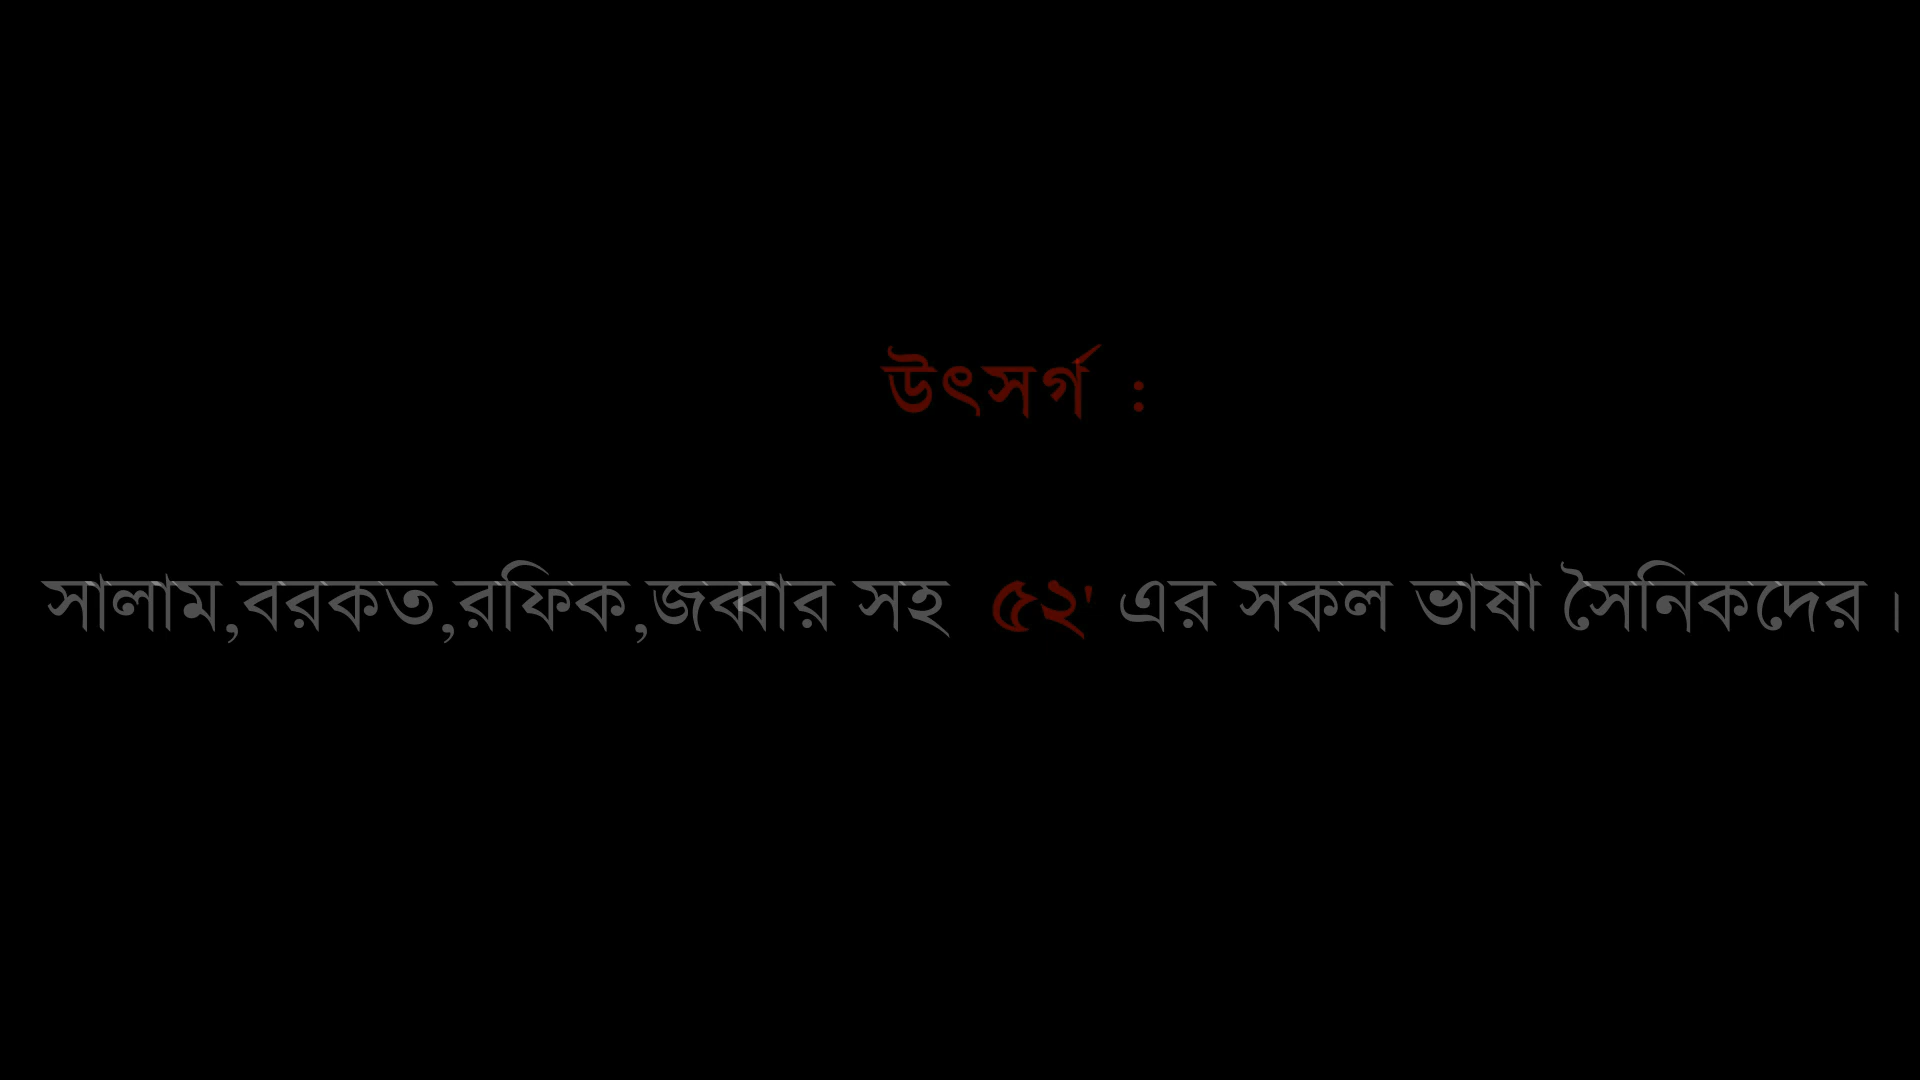 উৎসর্গ :
সালাম,বরকত,রফিক,জব্বার সহ ৫২' এর সকল ভাষা সৈনিকদের।